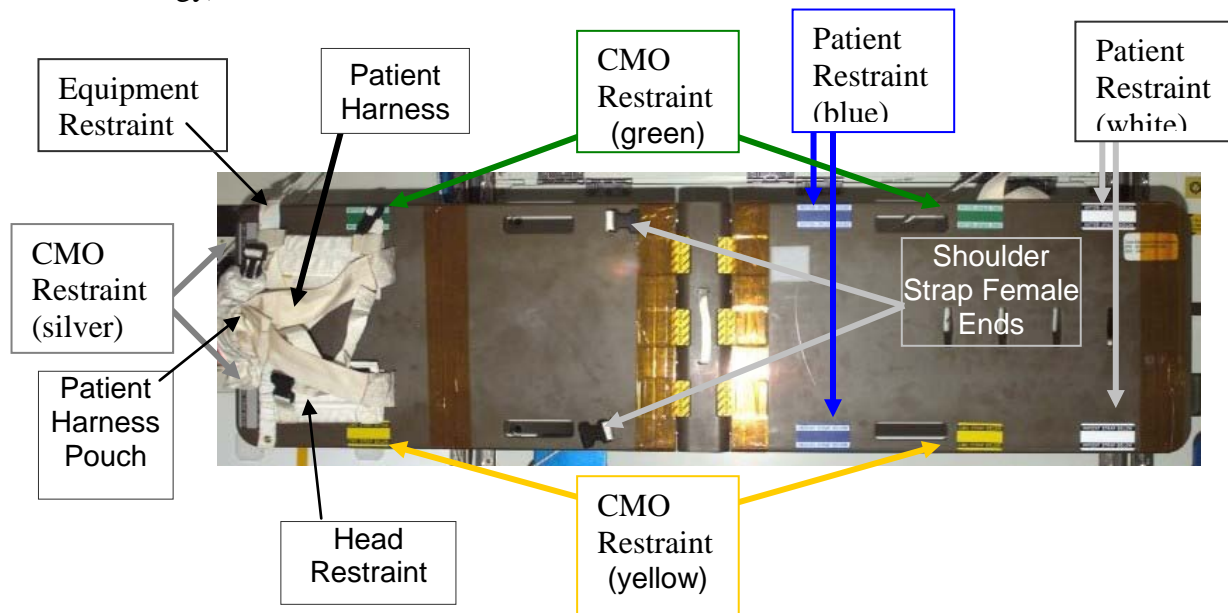 Equipment
Restraint
Patient
Harness
CMO
Restraint
(green)
Patient
Restraint
(blue)
Patient
Restraint
(white)
CMO
Restraint
(silver)
Shoulder
Strap Female
Ends
Patient
Harness
Pouch
Head
Restraint
CMO
Restraint
(yellow)